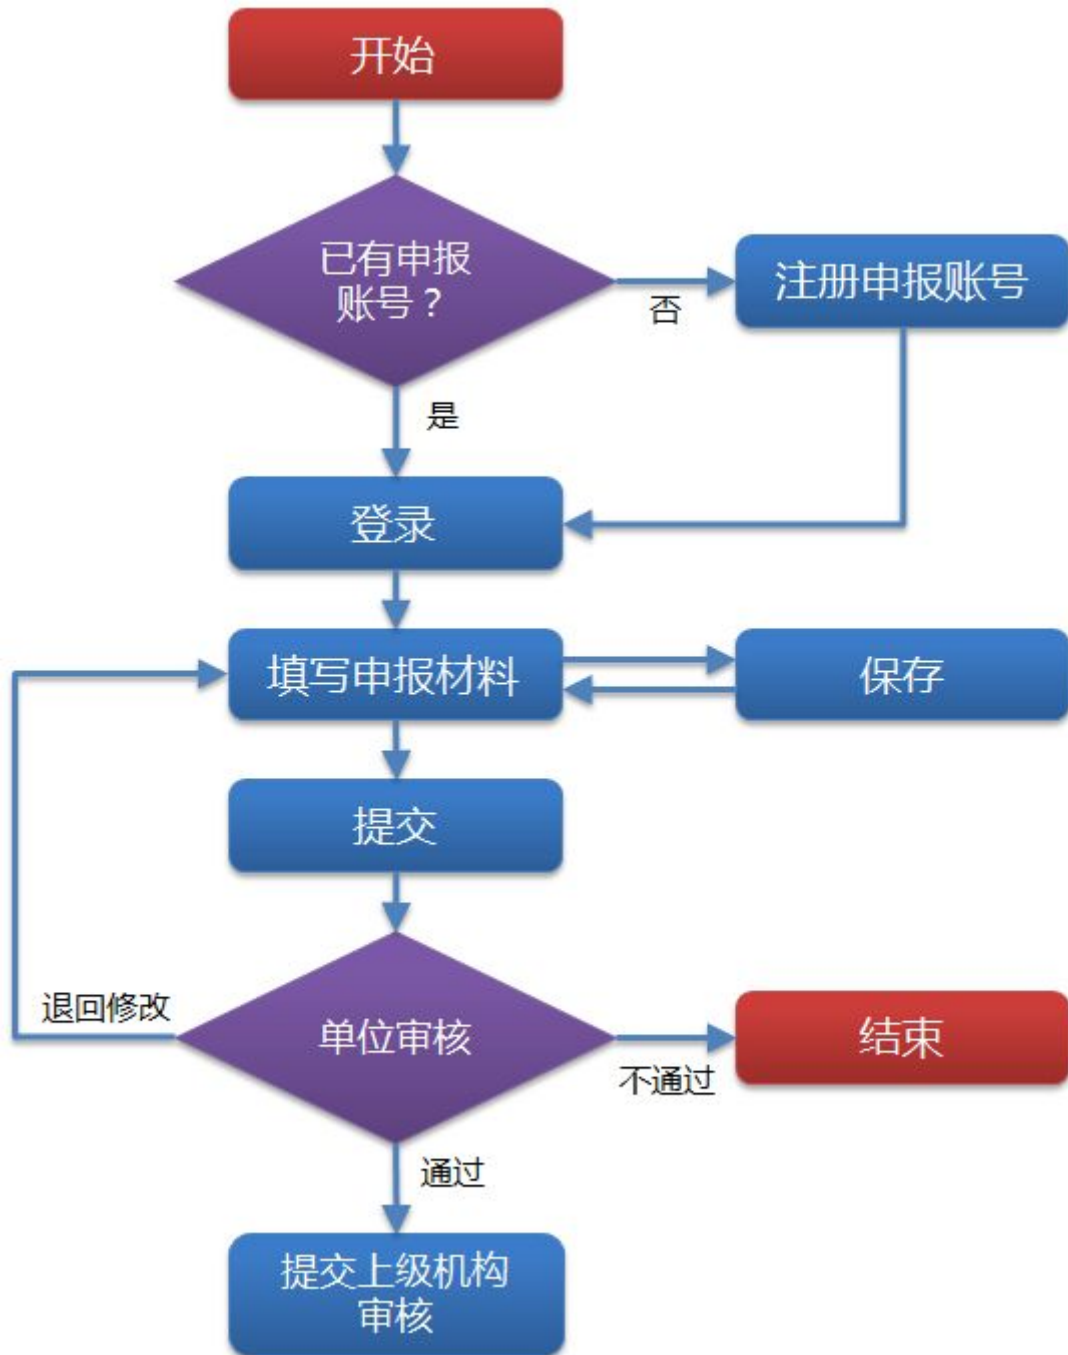 开始
已有申报
账号？
否
注册申报账号
是
登录
填写申报材料
保存
提交
退回修改
单位审核
不通过
结束
通过
提交上级机构
审核